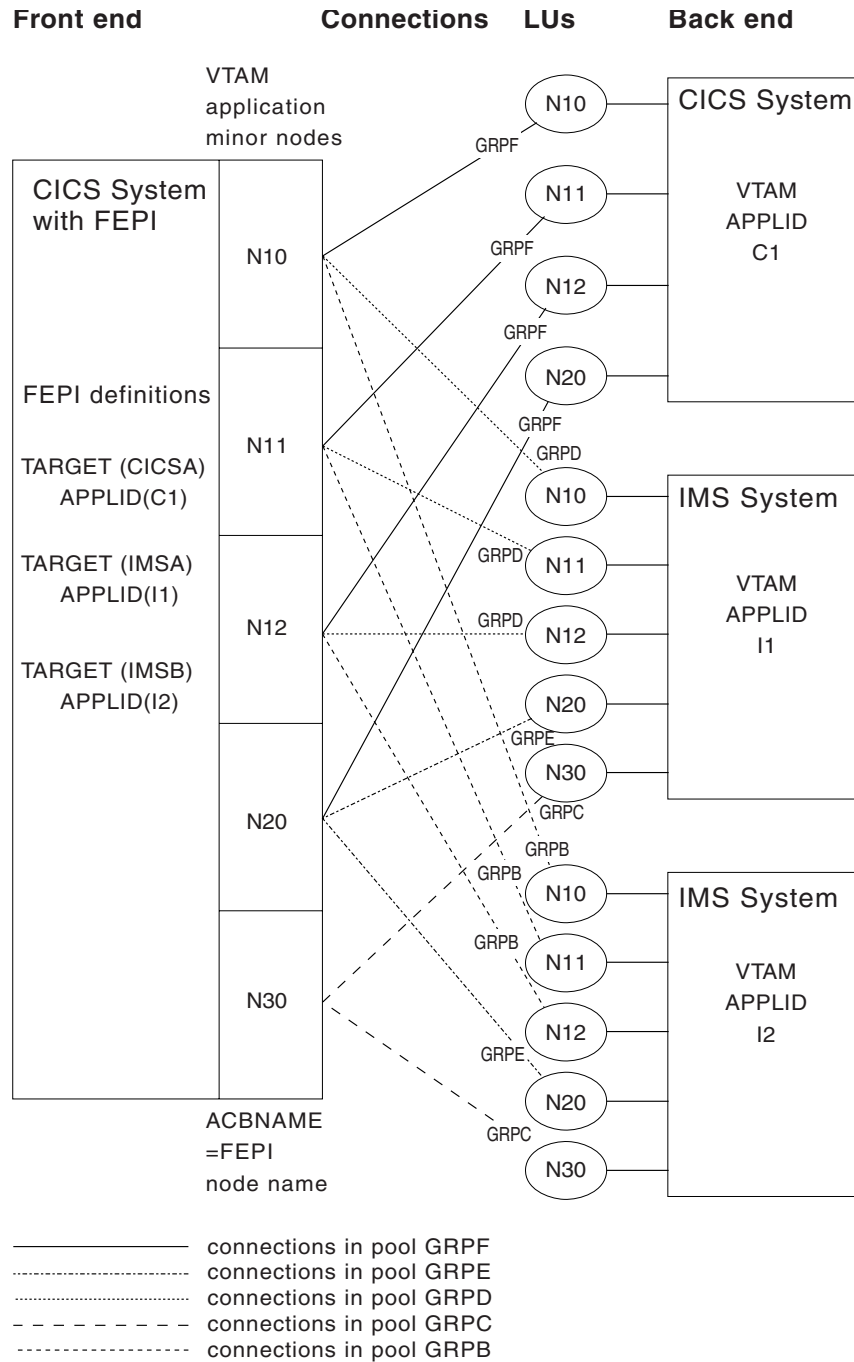 Front end
Connections
LUs
Back end
VTAM
application
minor nodes
CICS System
with FEPI
FEPI definitions
TARGET (CICSA)
APPLID(C1)
TARGET (IMSA)
APPLID(I1)
TARGET (IMSB)
APPLID(I2)
N10
N11
N12
N20
N30
ACBNAME
=FEPI
node name
GRPF
GRPF
GRPF
GRPF
GRPD
GRPD
GRPD
GRPE
GRPC
GRPB
GRPB
GRPB
GRPE
GRPC
N10
N11
N12
N20
CICS System
VTAM
APPLID
C1
N10
N11
N12
N20
N30
IMS System
VTAM
APPLID
I1
N10
N11
N12
N20
N30
IMS System
VTAM
APPLID
I2
connections in pool GRPF
connections in pool GRPE
connections in pool GRPD
connections in pool GRPC
connections in pool GRPB